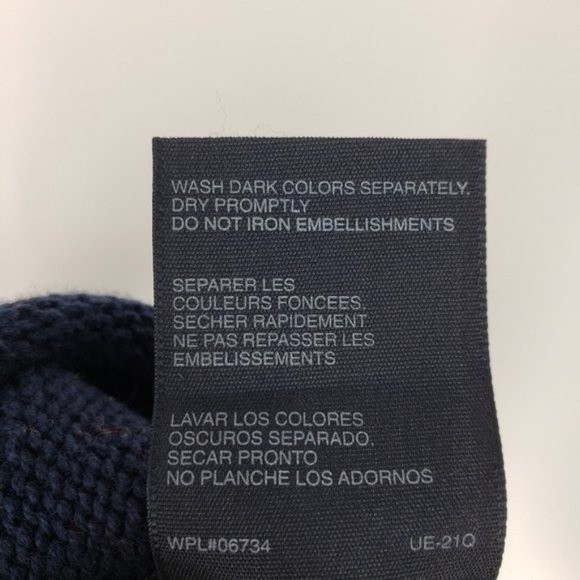 WASH DARK COLORS SEPARATELY.
DRY PROMPTLY
DO NOT IRON EMBELLISHMENTS
SEPARER LES
COULEURS FONCEES.
SECHER RAPIDEMENT
NE PAS REPASSER LES
EMBELISSEMENTS
LAVAR LOS COLORES
OSCUROS SEPARADO.
SECAR PRONTO
NO PLANCHE LOS ADORNOS
WPL#06734 UE-21Q